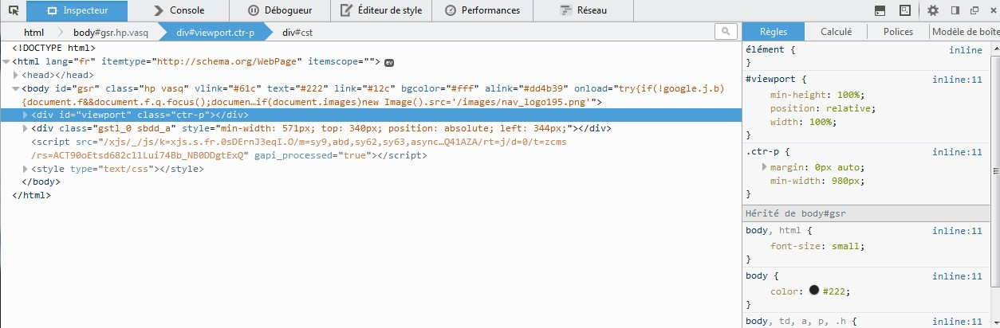 Inspecteur Console Débogueur Éditeur de style Performances Réseau
html body#gsr.hp.vasq div#viewport.ctr-p div#cst
<!DOCTYPE html>
<html lang="fr" itemtype="http://schema.org/WebPage" itemscope=""> ev
<head></head>
<body id="gsr" class="hp vasq" vlink="#61c" text="#222" link="#12c" bgcolor="#fff" alink="#dd4b39" onload="try{if(!google.j.b)
{document.f&&document.f.q.focus();documen…if(document.images)new Image().src='/images/nav_logo195.png'">
<div id="viewport" class="ctr-p"></div>
<div class="gstl_0 sbdd_a" style="min-width: 571px; top: 340px; position: absolute; left: 344px;"></div>
<script src="/xjs/_/js/k=xjs.s.fr.0sDErnJ3eqI.O/m=sy9,abd,sy62,sy63,async…Q41AZA/rt=j/d=0/t=zcms
/rs=ACT90oEtsd682cllLui74Bb_NB0DDgtExQ" gapi_processed="true"></script>
<style type="text/css"></style>
</body>
</html>
Règles Calculé Polices Modèle de boîte
élément { inline
}
#viewport { inline:11
min-height: 100%;
position: relative;
width: 100%;
}
.ctr-p { inline:11
margin: 0px auto;
min-width: 980px;
}
Hérité de body#gsr
body, html { inline:11
font-size: small;
}
body { inline:11
color: #222;
}
body, td, a, p, .h { inline:11